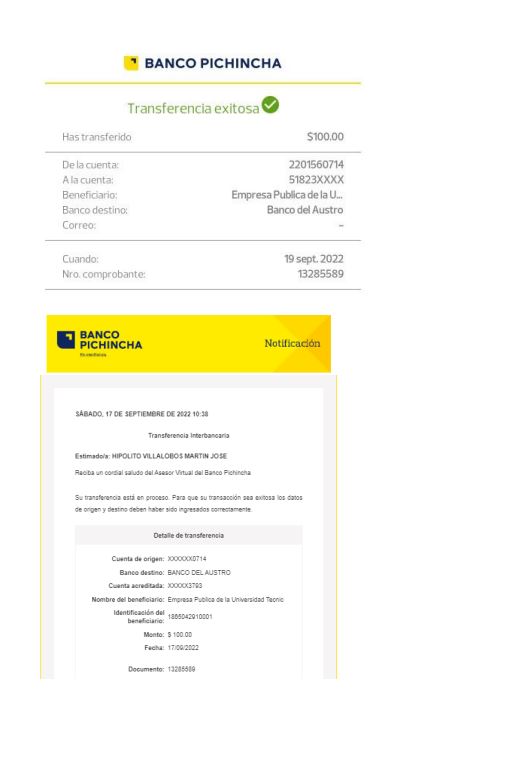 BANCO PICHINCHA
Transferencia exitosa
Has transferido $100.00
De la cuenta: 2201560714
A la cuenta: 51823XXXX
Beneficiario: Empresa Publica de la U...
Banco destino: Banco del Austro
Correo: -
Cuando: 19 sept. 2022
Nro. comprobante: 13285589
BANCO
PICHINCHA
En confianza.
Notificación
SÁBADO, 17 DE SEPTIEMBRE DE 2022 10:38
Transferencia Interbancaria
Estimado/a: HIPOLITO VILLALOBOS MARTIN JOSE
Reciba un cordial saludo del Asesor Virtual del Banco Pichincha
Su transferencia está en proceso. Para que su transacción sea exitosa los datos
de origen y destino deben haber sido ingresados correctamente.
Detalle de transferencia
Cuenta de origen: XXXXXX0714
Banco destino: BANCO DEL AUSTRO
Cuenta acreditada: XXXXX3793
Nombre del beneficiario: Empresa Publica de la Universidad Tecnic
Identificación del
beneficiario: 1865042910001
Monto: $ 100.00
Fecha: 17/09/2022
Documento: 13285589